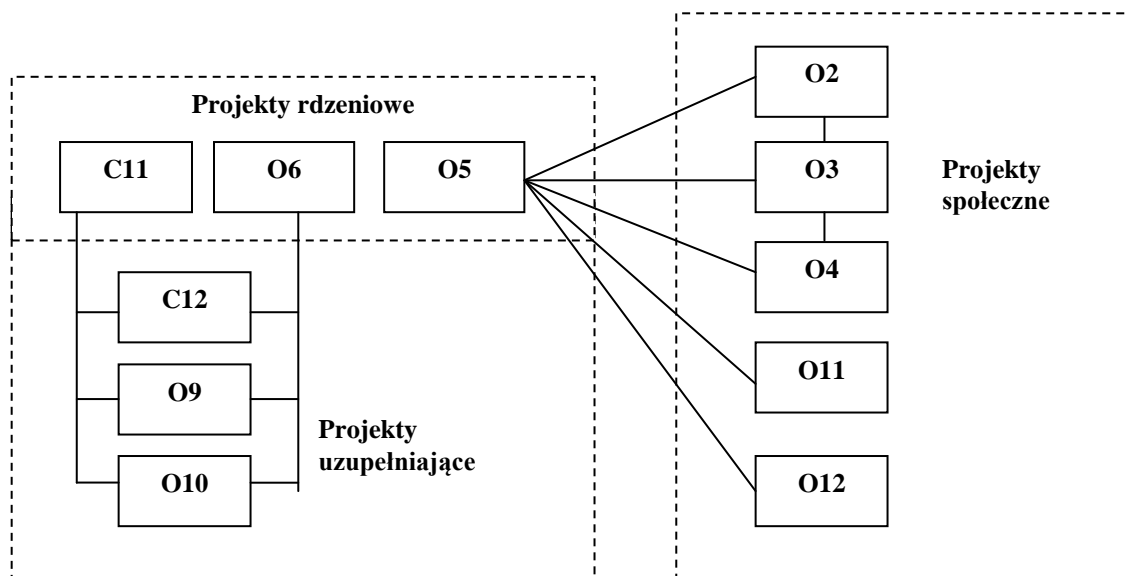 Projekty rdzeniowe
C11
O6
O5
C12
O9
O10
Projekty
uzupełniające
O2
O3
O4
O11
O12
Projekty
społeczne